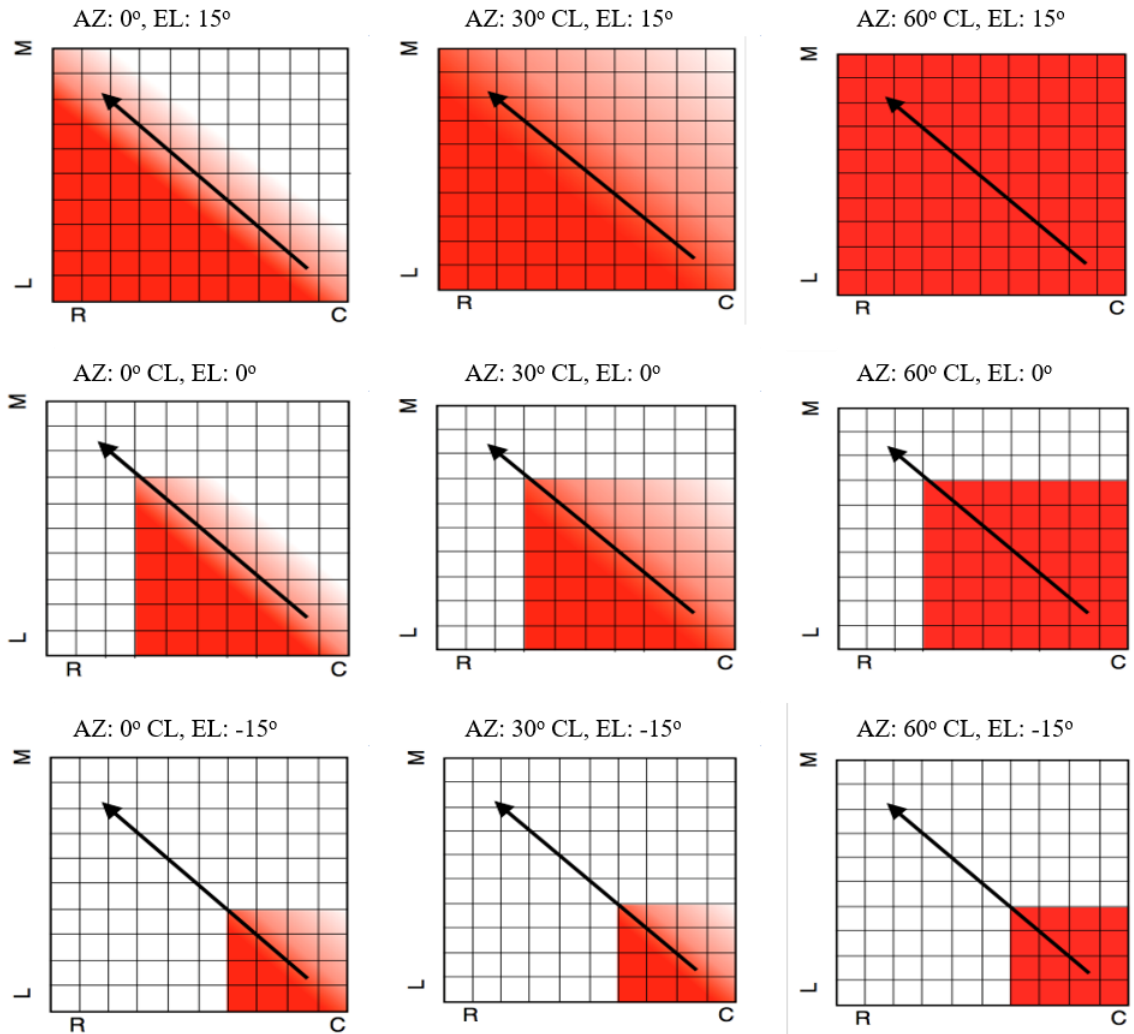 AZ: 0º, EL: 15º
AZ: 30º CL, EL: 15º
AZ: 60º CL, EL: 15º
M
L
R
C
M
L
R
C
M
L
R
C
AZ: 0º CL, EL: 0º
AZ: 30º CL, EL: 0º
AZ: 60º CL, EL: 0º
M
L
R
C
M
L
R
C
M
L
R
C
AZ: 0º CL, EL: -15º
AZ: 30º CL, EL: -15º
AZ: 60º CL, EL: -15º
M
L
R
C
M
L
R
C
M
L
R
C